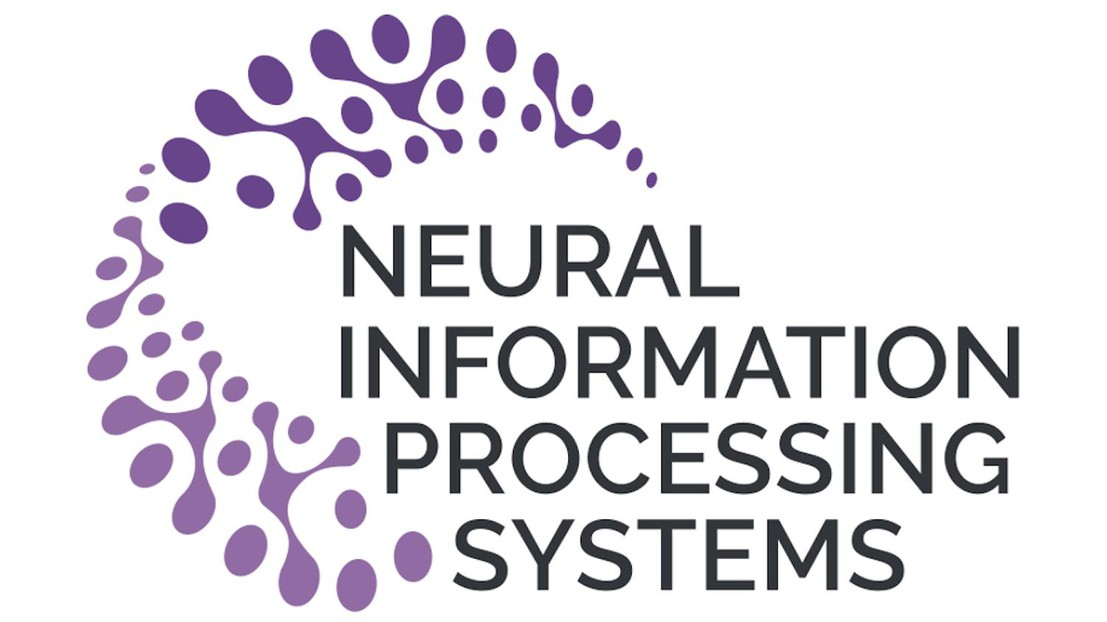 NEURAL
INFORMATION
PROCESSING
SYSTEMS